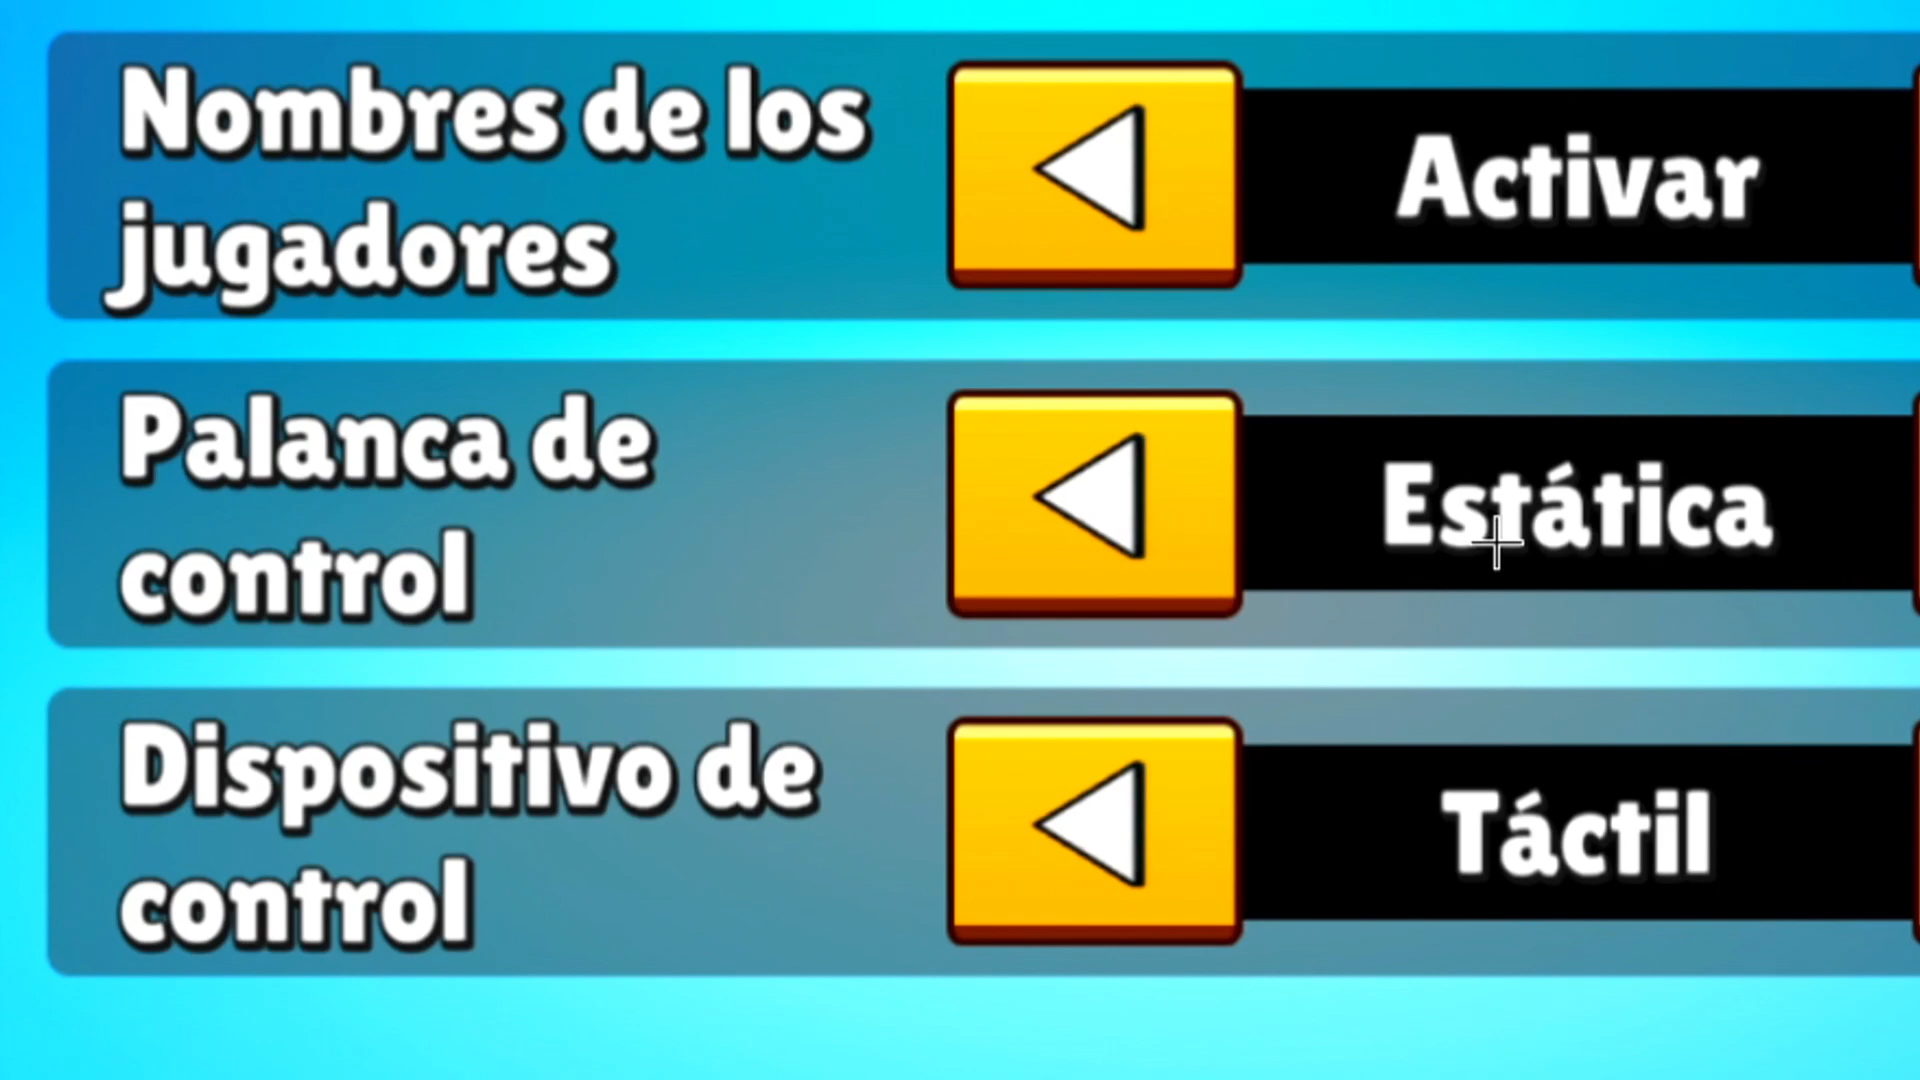 Nombres de los
jugadores
Activar
Palanca de
control
Estática
Dispositivo de
control
Táctil